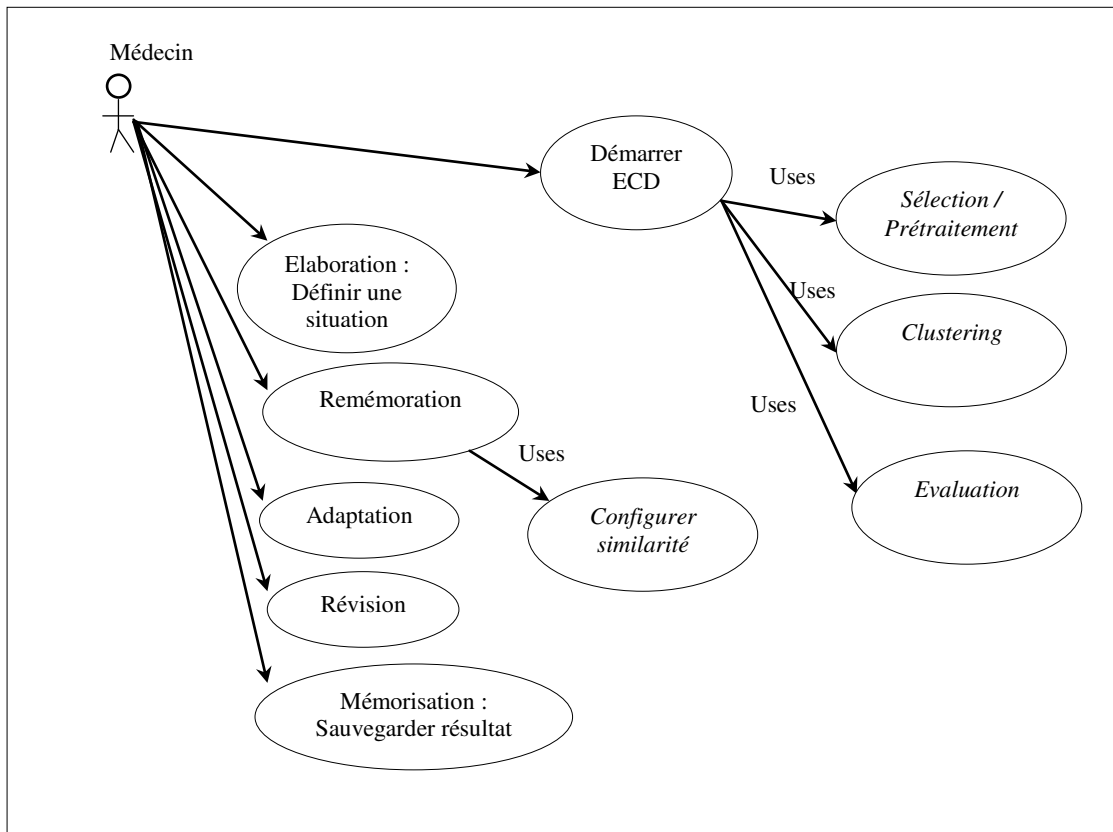 Médecin
Démarrer
ECD
Uses
Sélection /
Prétraitement
Elaboration :
Définir une
situation
Uses
Clustering
Remémoration
Uses
Uses
Evaluation
Configurer
similarité
Adaptation
Révision
Mémorisation :
Sauvegarder résultat